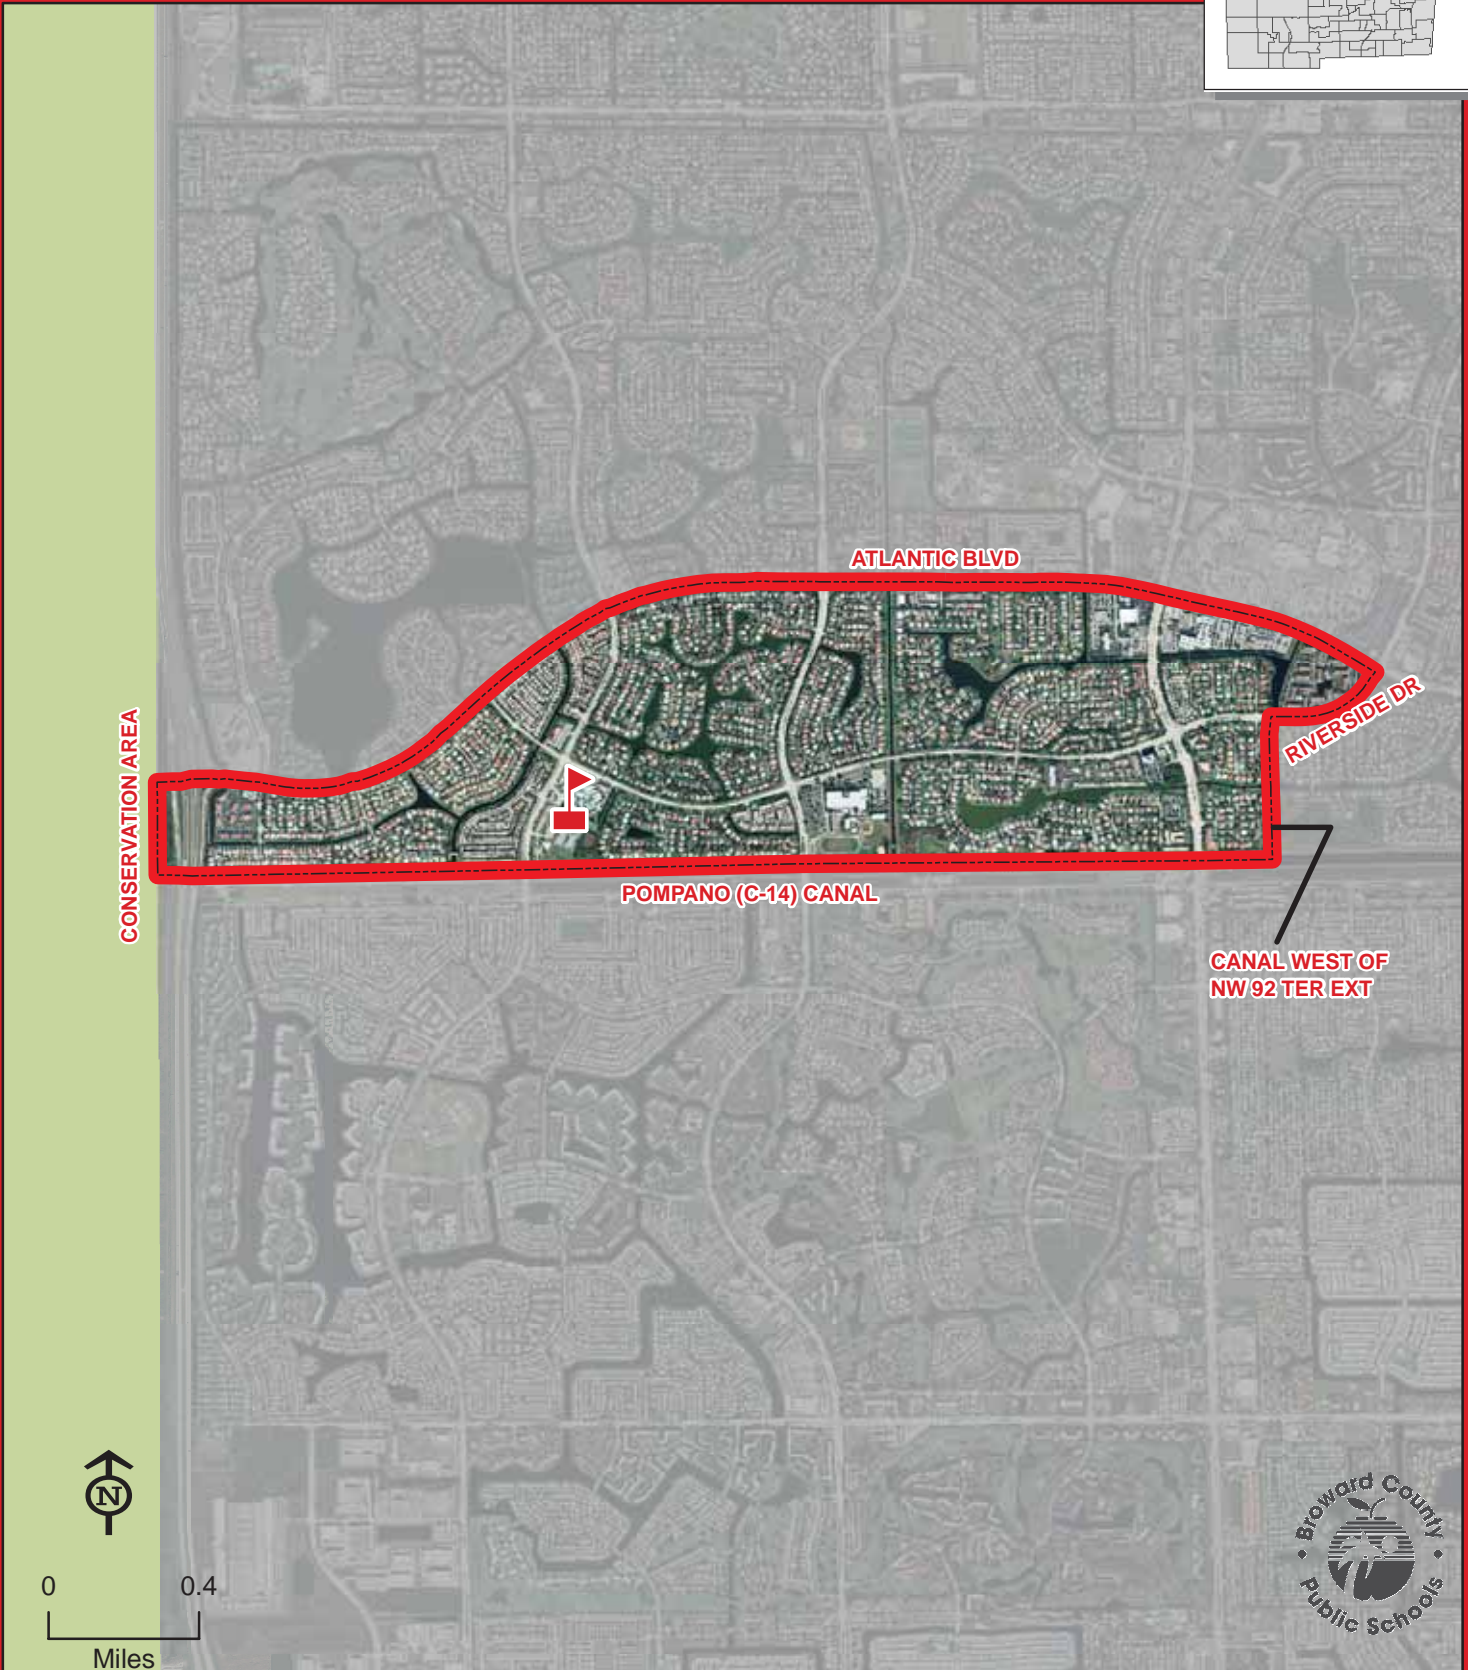 ATLANTIC BLVD
RIVERSIDE DR
CONSERVATION AREA
POMPANO (C-14) CANAL
CANAL WEST OF
NW 92 TER EXT
N
0 0.4
Miles
Broward County
Public Schools